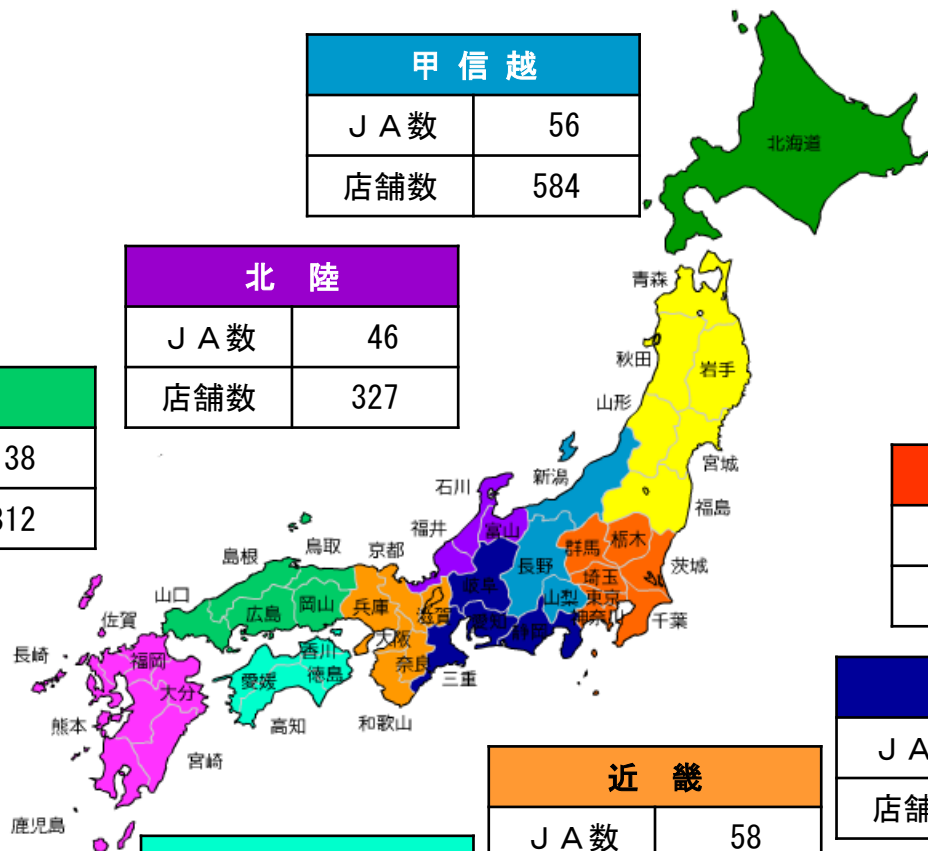 甲 信 越
ＪＡ数 56
店舗数 584
北海道
北 陸
ＪＡ数 46
店舗数 327
38
312
青森
秋田
岩手
山形
宮城
新潟
福島
石川
福井
富山
群馬
栃木
茨城
長野
埼玉
岐阜
山梨
東京
神奈川
千葉
愛知
静岡
三重
島根
鳥取
京都
山口
広島
岡山
兵庫
滋賀
大阪
奈良
和歌山
香川
徳島
愛媛
高知
佐賀
長崎
福岡
大分
熊本
宮崎
鹿児島
近 畿
ＪＡ数 58
ＪＡ
店舗